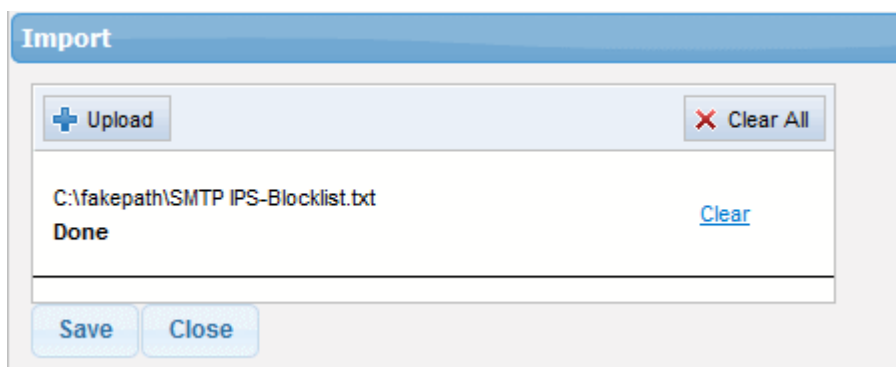 Import
Upload
Clear All
C:\fakepath\SMTP IPS-Blocklist.txt
Clear
Done
Save
Close